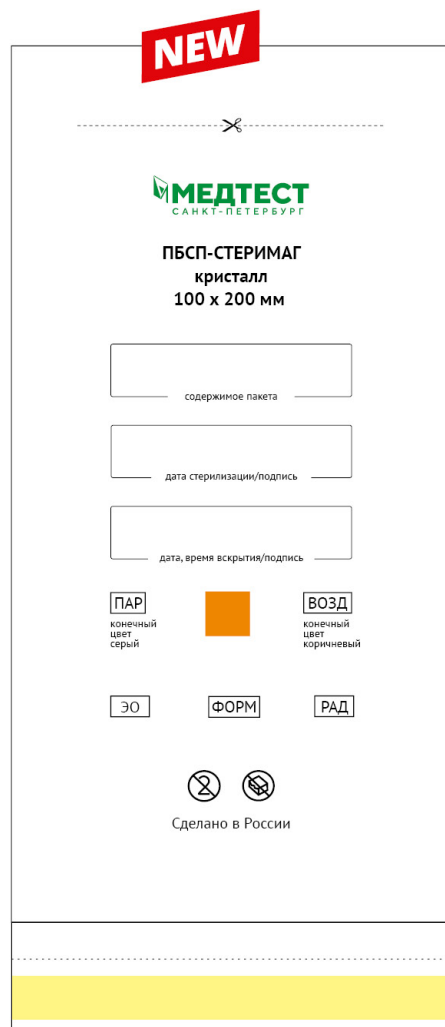 NEW
МЕДТЕСТ
САНКТ-ПЕТЕРБУРГ
ПБСП-СТЕРИМАГ
кристалл
100 х 200 мм
содержимое пакета
дата стерилизации/подпись
дата, время вскрытия/подпись
ПАР
конечный
цвет
серый
ВОЗД
конечный
цвет
коричневый
ЭО
ФОРМ
РАД
2
Сделано в России